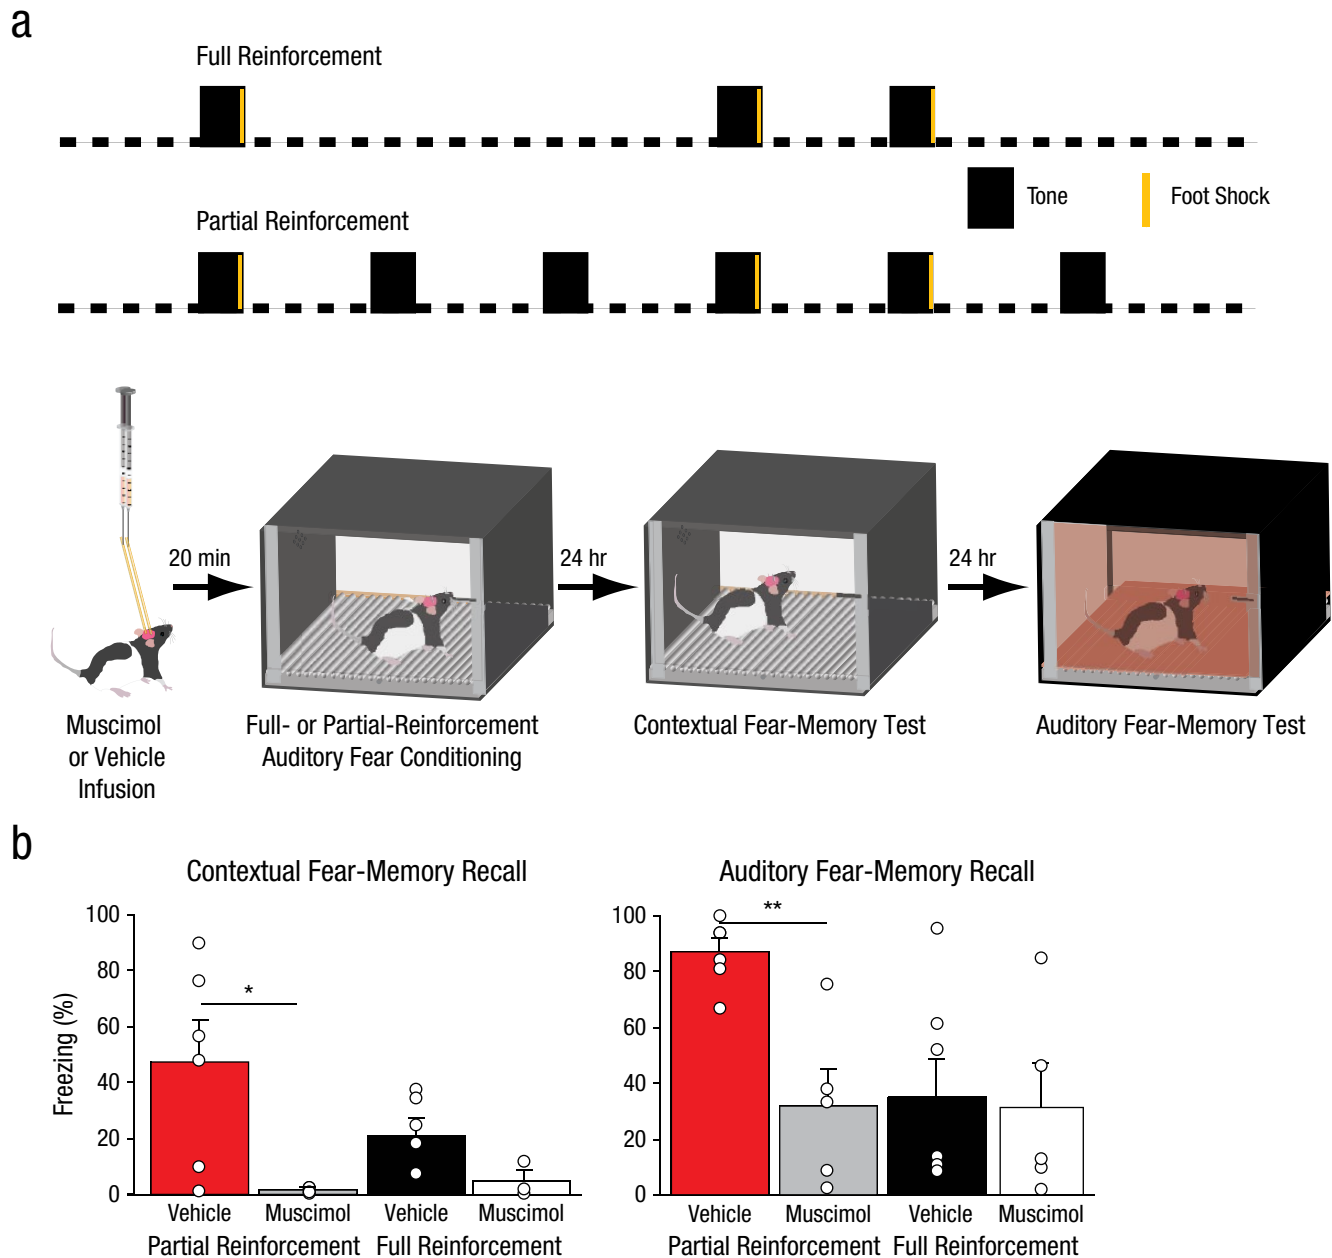 a
Full Reinforcement
Tone
Foot Shock
Partial Reinforcement
20 min
24 hr
24 hr
Muscimol
or Vehicle
Infusion
Full- or Partial-Reinforcement
Auditory Fear Conditioning
Contextual Fear-Memory Test
Auditory Fear-Memory Test
b
Contextual Fear-Memory Recall
Freezing (%)
100
80
60
40
20
0
*
Vehicle
Muscimol
Vehicle
Muscimol
Partial Reinforcement
Full Reinforcement
Auditory Fear-Memory Recall
100
80
60
40
20
0
**
Vehicle
Muscimol
Vehicle
Muscimol
Partial Reinforcement
Full Reinforcement